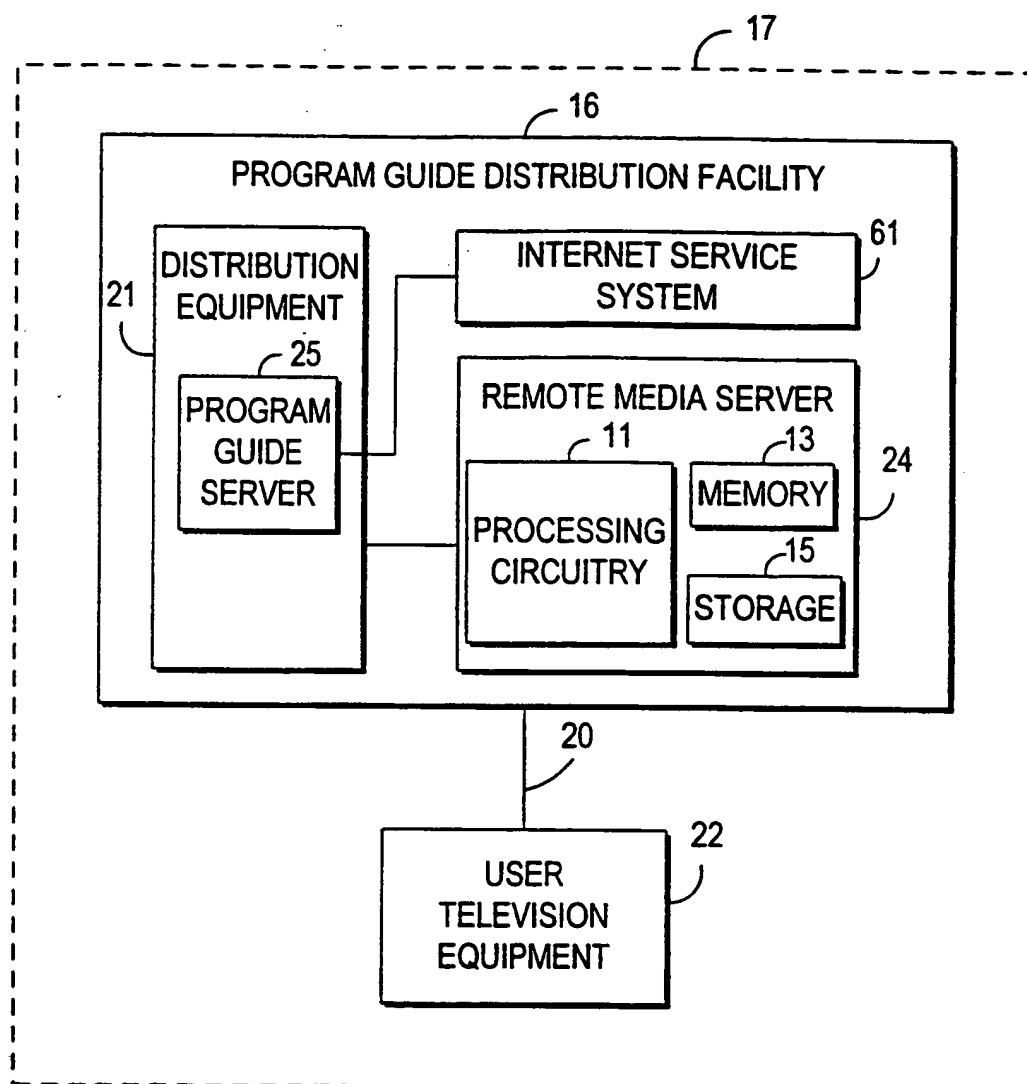 17
16
PROGRAM GUIDE DISTRIBUTION FACILITY
DISTRIBUTION
EQUIPMENT
21
25
PROGRAM
GUIDE
SERVER
INTERNET SERVICE
SYSTEM
61
REMOTE MEDIA SERVER
11
PROCESSING
CIRCUITRY
13
MEMORY
15
STORAGE
24
20
USER
TELEVISION
EQUIPMENT
22